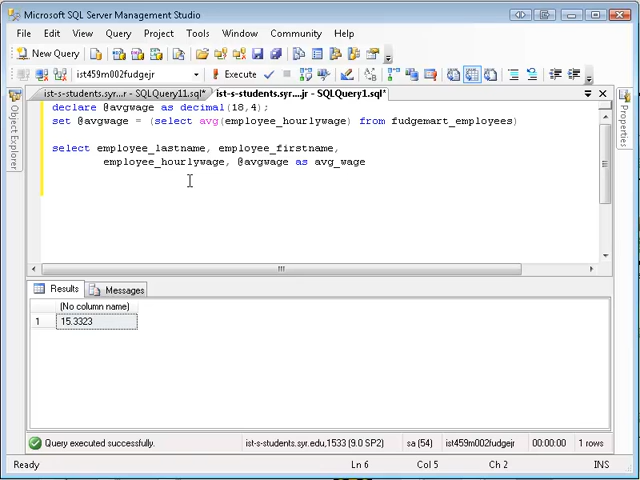 Microsoft SQL Server Management Studio
File Edit View Query Project Tools Window Community Help
New Query
ist459m002fudgejr Execute
ist-s-students.syr....r - SQLQuery11.sql* ist-s-students.syr....jr - SQLQuery1.sql*
Object Explorer
Properties
declare @avgwage as decimal(18,4);
set @avgwage = (select avg(employee_hourlywage) from fudgemart_employees)
select employee_lastname, employee_firstname,
employee_hourlywage, @avgwage as avg_wage
Results Messages
(No column name)
1 15.3323
Query executed successfully. ist-s-students.syr.edu,1533 (9.0 SP2) sa (54) ist459m002fudgejr 00:00:00 1 rows
Ready Ln 6 Col 5 Ch 2 INS